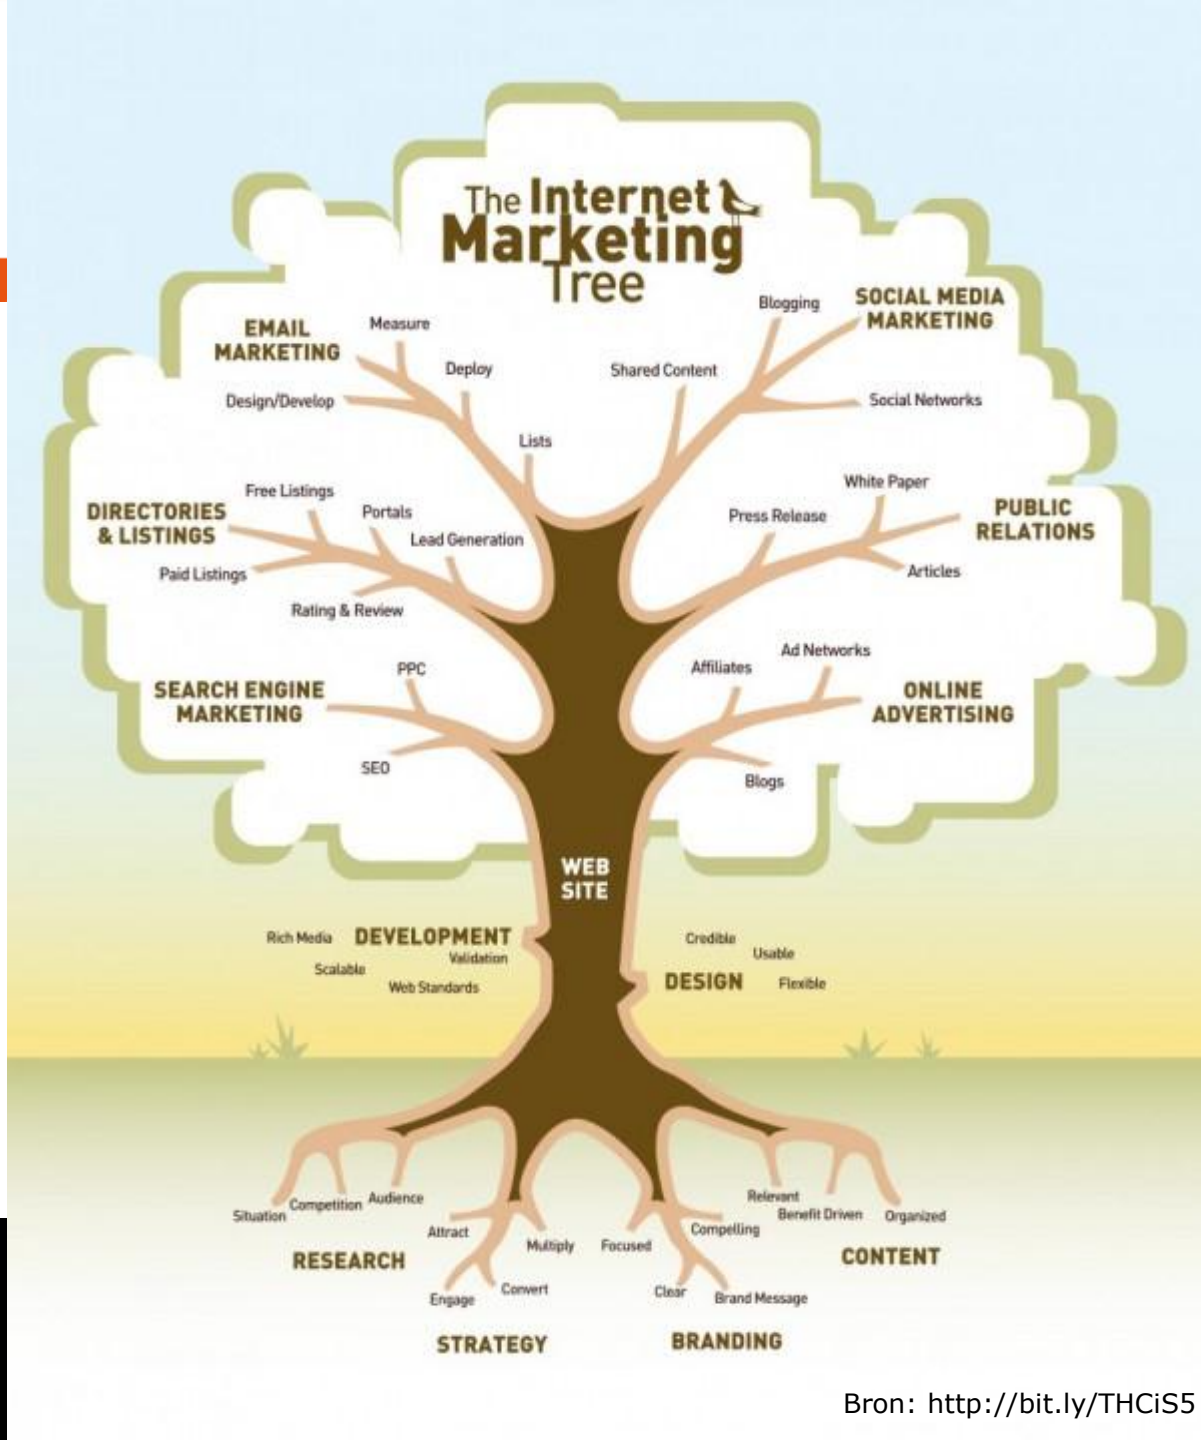 The Internet
Marketing
Tree
EMAIL
MARKETING
Measure
Deploy
Design/Develop
Lists
Blogging
SOCIAL MEDIA
MARKETING
Shared Content
Social Networks
DIRECTORIES
& LISTINGS
Free Listings
Portals
Lead Generation
Paid Listings
Rating & Review
White Paper
Press Release
PUBLIC
RELATIONS
Articles
SEARCH ENGINE
MARKETING
PPC
SEO
Affiliates
Ad Networks
ONLINE
ADVERTISING
Blogs
WEB
SITE
Rich Media
DEVELOPMENT
Validation
Scalable
Web Standards
Credible
Usable
DESIGN
Flexible
Situation
Competition
Audience
RESEARCH
Attract
Multiply
Engage
Convert
STRATEGY
Focused
Compelling
Clear
Brand Message
BRANDING
Relevant
Benefit Driven
Organized
CONTENT
Bron: http://bit.ly/THCiS5